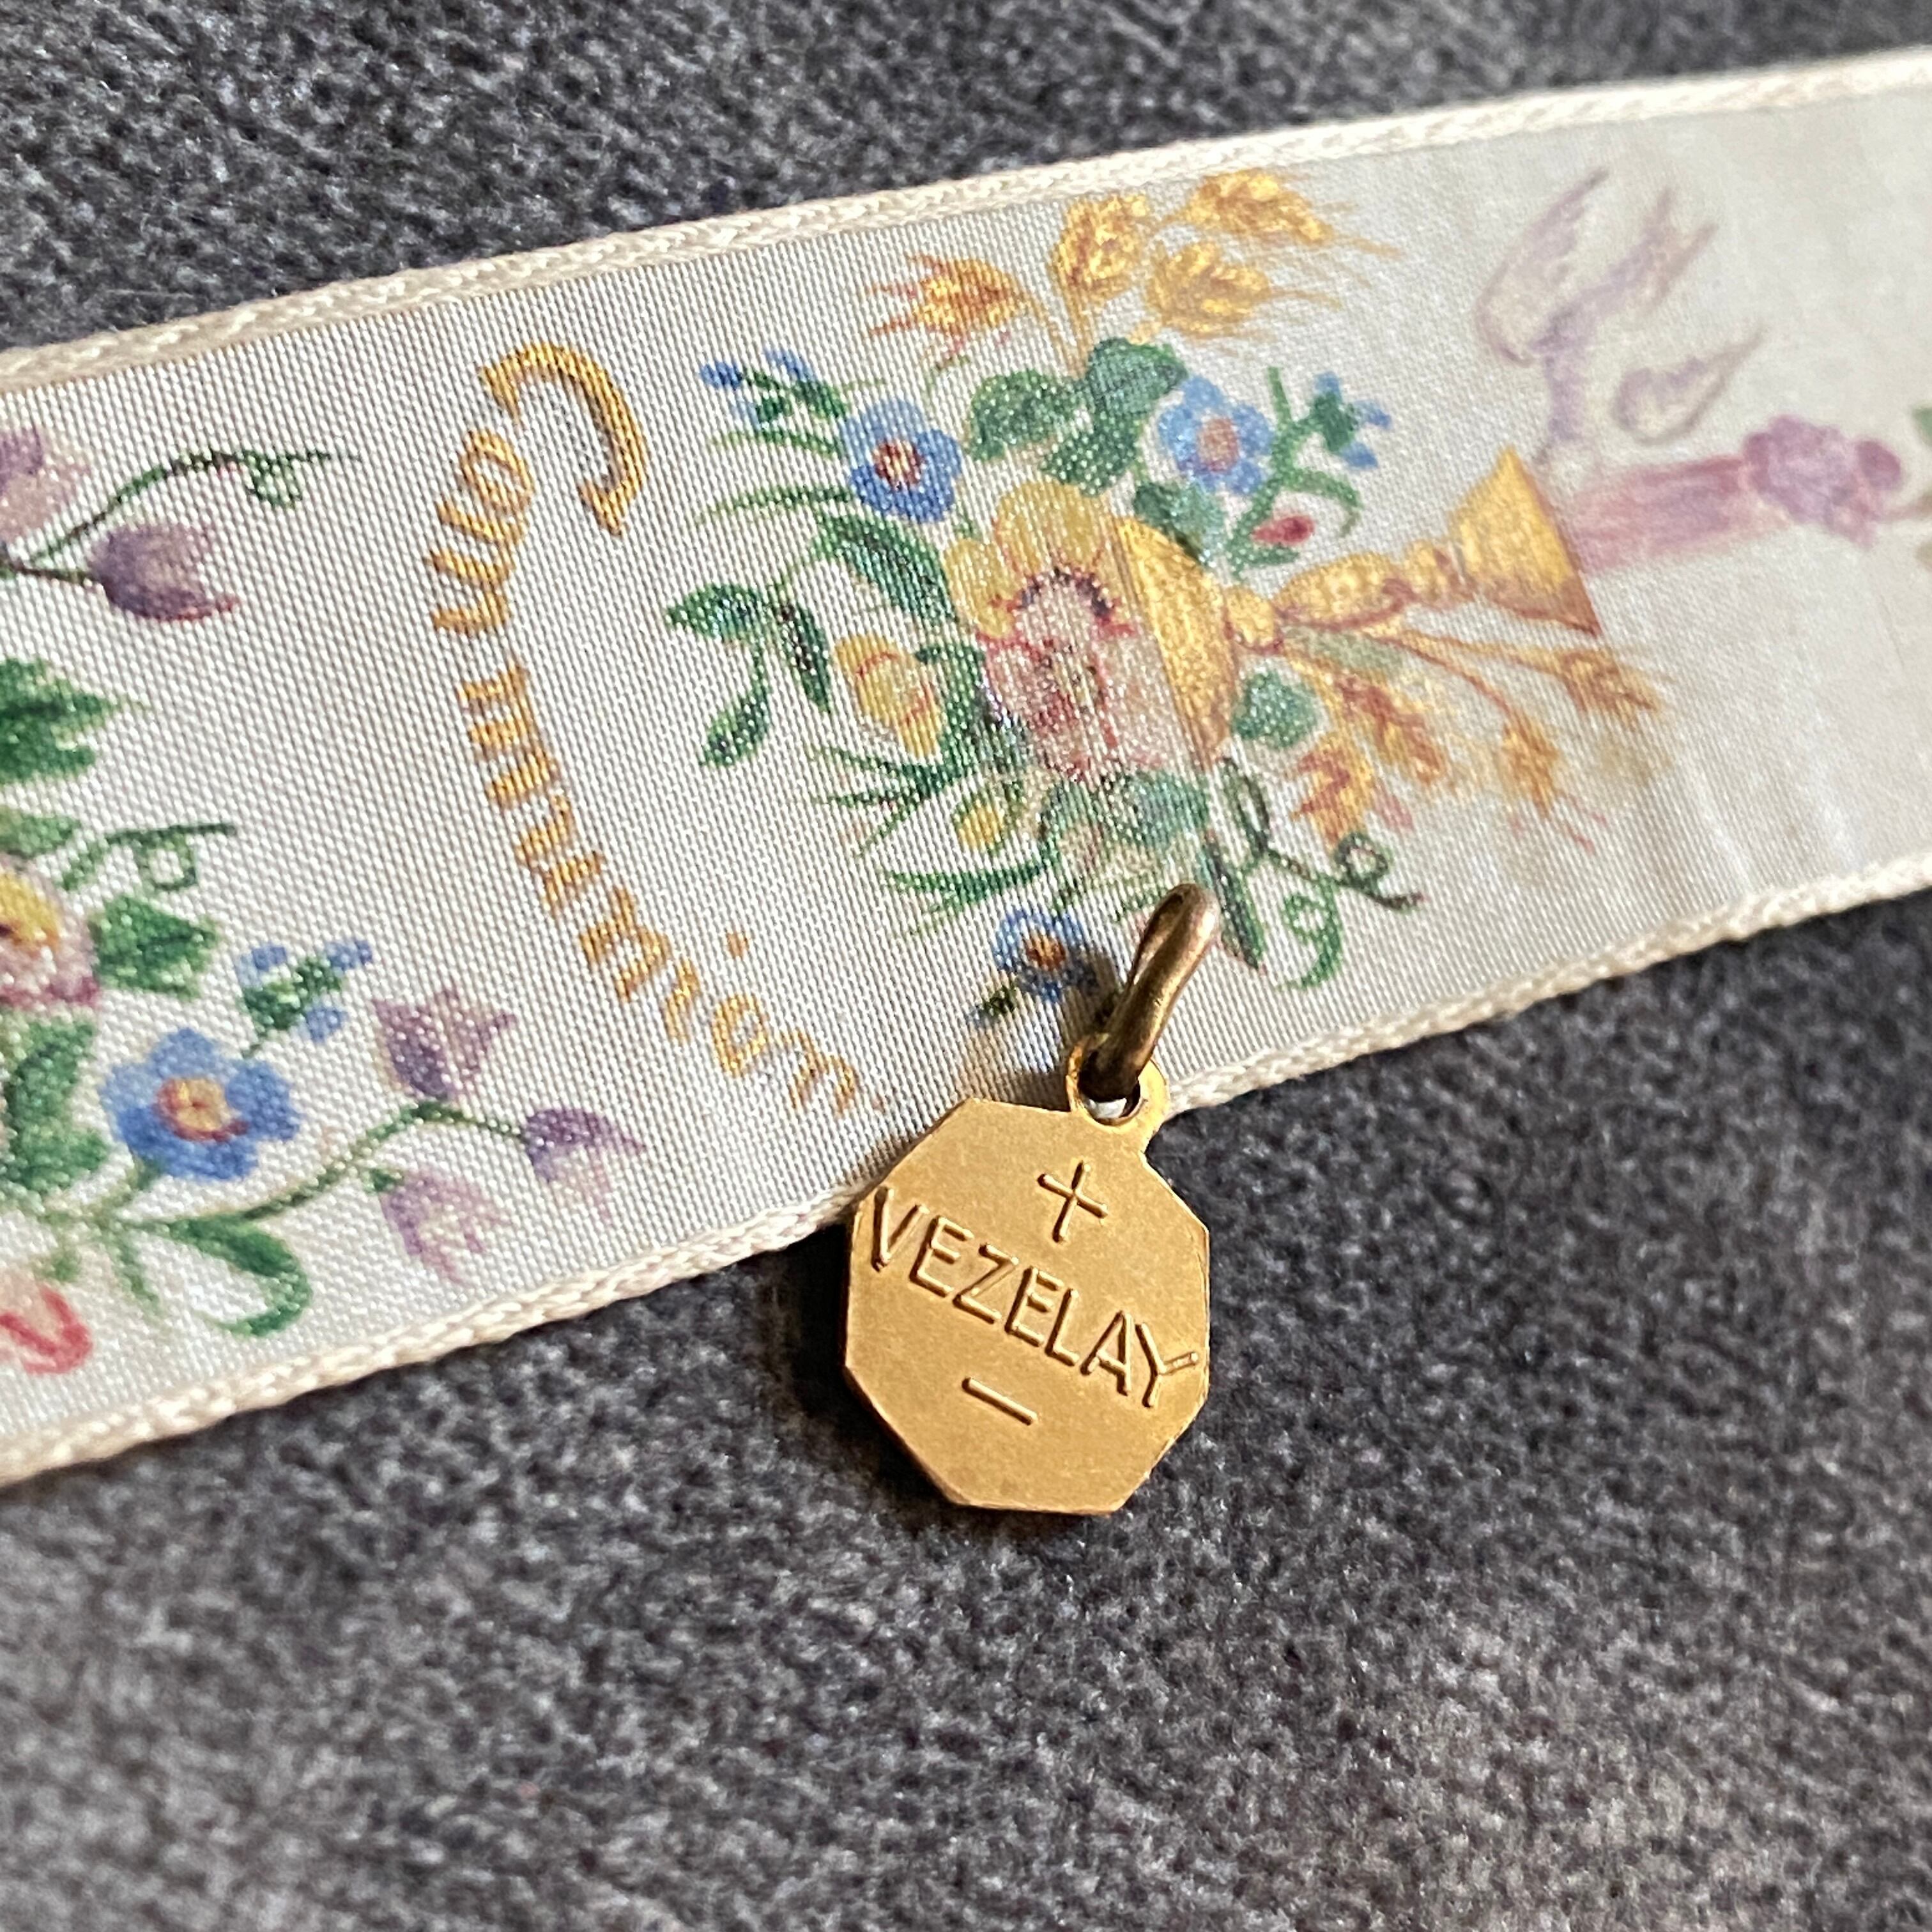 Communion
+
VEZELAY
–